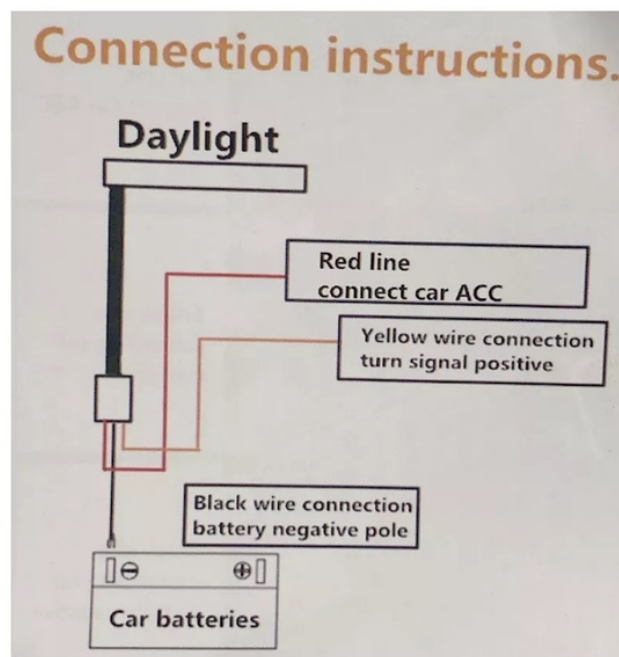 Connection instructions.
Daylight
Red line
connect car ACC
Yellow wire connection
turn signal positive
Black wire connection
battery negative pole
Car batteries